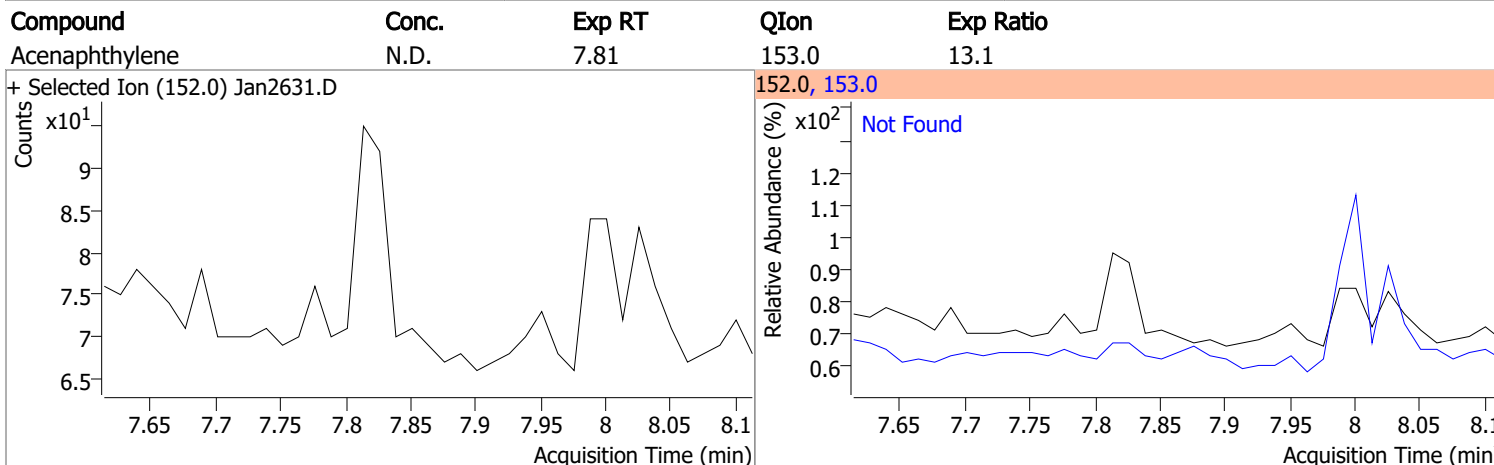 Compound Conc. Exp RT QIon Exp Ratio
Acenaphthylene N.D. 7.81 153.0 13.1
+ Selected Ion (152.0) Jan2631.D
Counts
x10¹
9
8.5
8
7.5
7
6.5
7.65 7.7 7.75 7.8 7.85 7.9 7.95 8 8.05 8.1
Acquisition Time (min)
152.0, 153.0
Relative Abundance (%)
x10²
Not Found
1.2
1.1
1
0.9
0.8
0.7
0.6
7.65 7.7 7.75 7.8 7.85 7.9 7.95 8 8.05 8.1
Acquisition Time (min